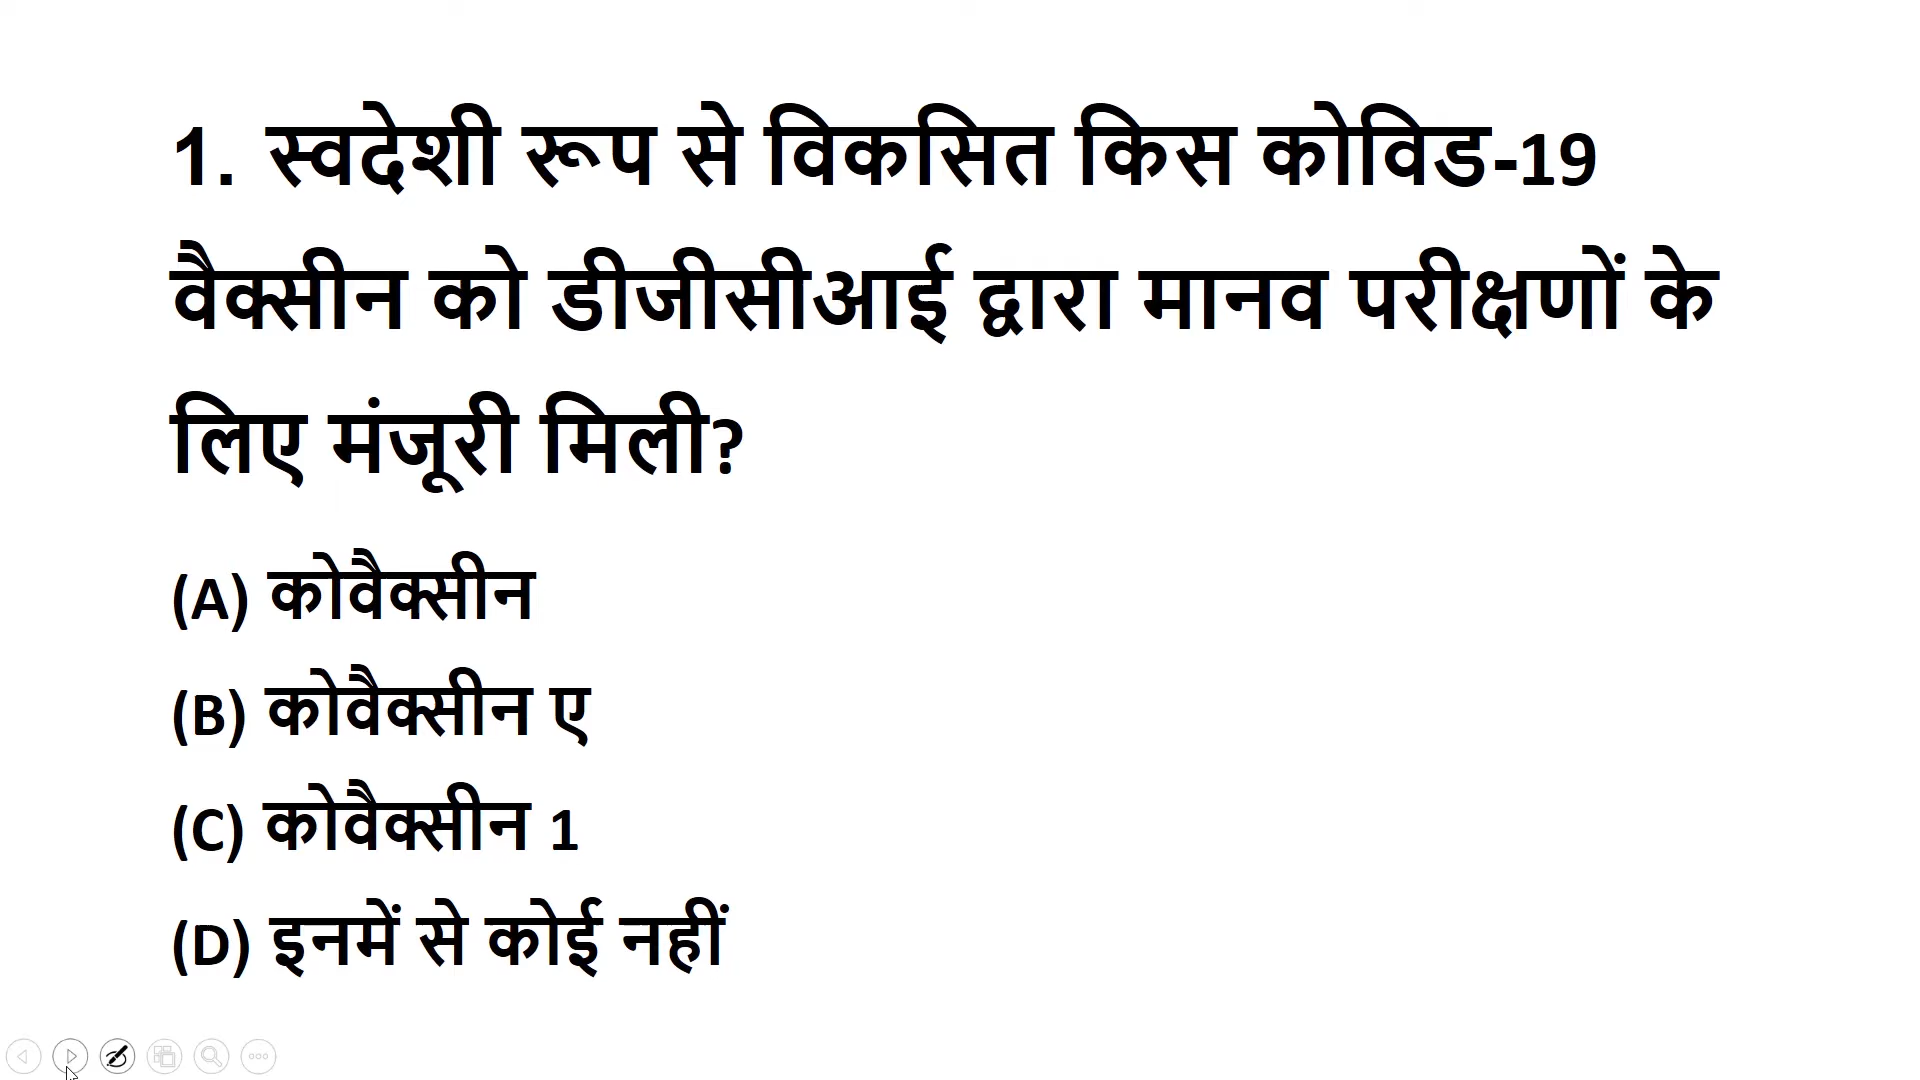 1. स्वदेशी रूप से विकसित किस कोविड-19
वैक्सीन को डीजीसीआई द्वारा मानव परीक्षणों के
लिए मंजूरी मिली?
(A) कोवैक्सीन
(B) कोवैक्सीन ए
(C) कोवैक्सीन 1
(D) इनमें से कोई नहीं